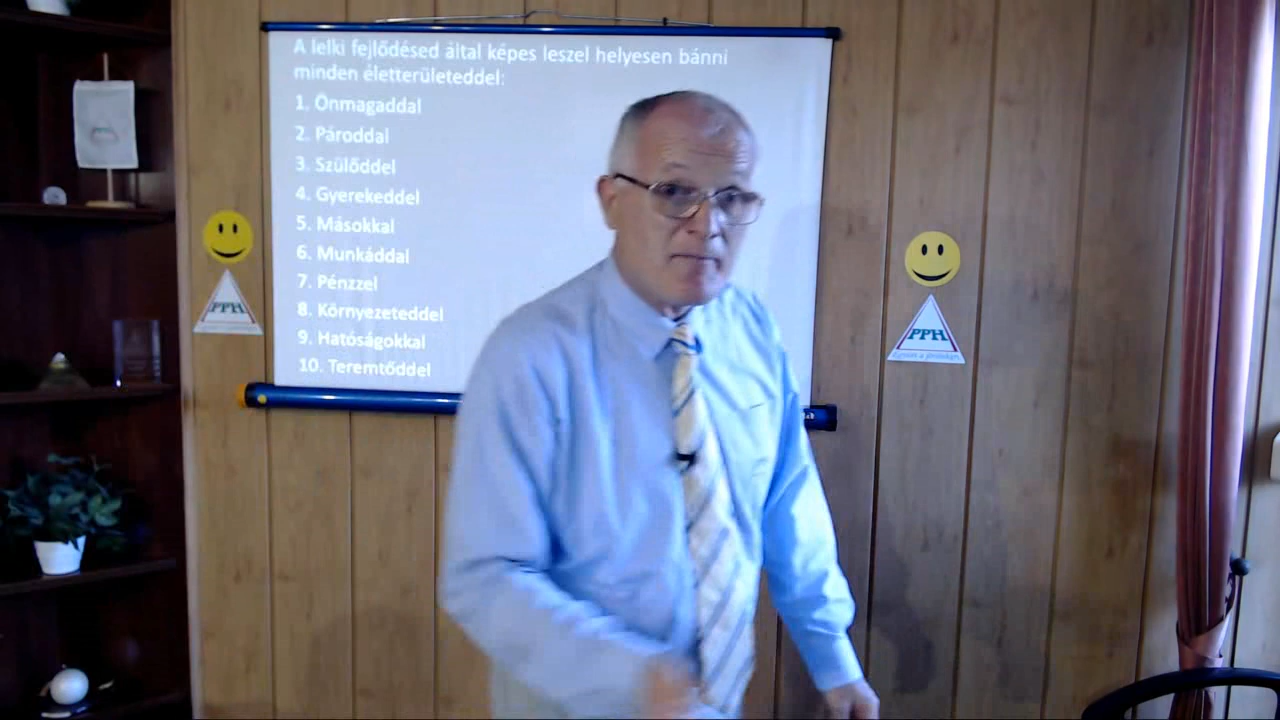 A lelki fejlődésed által képes leszel helyesen bánni
minden életterületeddel:
1. Önmagaddal
2. Pároddal
3. Szülőddel
4. Gyerekeddel
5. Másokkal
6. Munkáddal
7. Pénzzel
8. Környezeteddel
9. Hatóságokkal
10. Teremtőddel
PPH
PPH